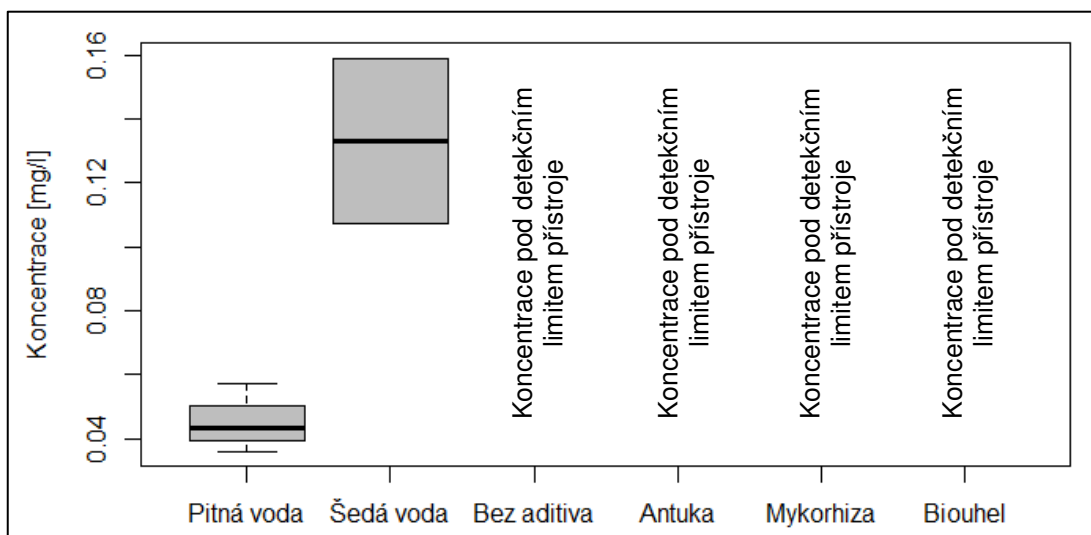 Koncentrace [mg/l]
0.16
0.12
0.08
0.04
Koncentrace pod detekčním
limitem přístroje
Koncentrace pod detekčním
limitem přístroje
Koncentrace pod detekčním
limitem přístroje
Koncentrace pod detekčním
limitem přístroje
Pitná voda Šedá voda Bez aditiva Antuka Mykorhiza Biouhel